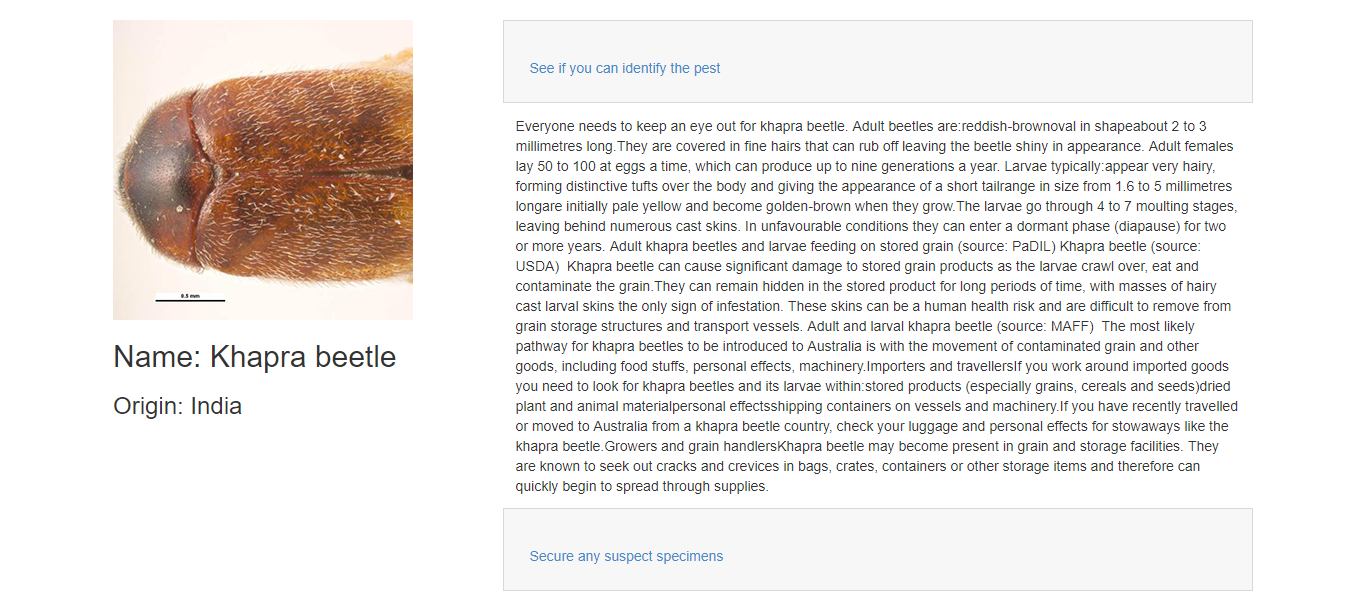 0.5 mm
Name: Khapra beetle
Origin: India
See if you can identify the pest
Everyone needs to keep an eye out for khapra beetle. Adult beetles are:reddish-brownoval in shapeabout 2 to 3
millimetres long.They are covered in fine hairs that can rub off leaving the beetle shiny in appearance. Adult females
lay 50 to 100 at eggs a time, which can produce up to nine generations a year. Larvae typically:appear very hairy,
forming distinctive tufts over the body and giving the appearance of a short tailrange in size from 1.6 to 5 millimetres
longare initially pale yellow and become golden-brown when they grow.The larvae go through 4 to 7 moulting stages,
leaving behind numerous cast skins. In unfavourable conditions they can enter a dormant phase (diapause) for two
or more years. Adult khapra beetles and larvae feeding on stored grain (source: PaDIL) Khapra beetle (source:
USDA)  Khapra beetle can cause significant damage to stored grain products as the larvae crawl over, eat and
contaminate the grain.They can remain hidden in the stored product for long periods of time, with masses of hairy
cast larval skins the only sign of infestation. These skins can be a human health risk and are difficult to remove from
grain storage structures and transport vessels. Adult and larval khapra beetle (source: MAFF)  The most likely
pathway for khapra beetles to be introduced to Australia is with the movement of contaminated grain and other
goods, including food stuffs, personal effects, machinery.Importers and travellersIf you work around imported goods
you need to look for khapra beetles and its larvae within:stored products (especially grains, cereals and seeds)dried
plant and animal materialpersonal effectsshipping containers on vessels and machinery.If you have recently travelled
or moved to Australia from a khapra beetle country, check your luggage and personal effects for stowaways like the
khapra beetle.Growers and grain handlersKhapra beetle may become present in grain and storage facilities. They
are known to seek out cracks and crevices in bags, crates, containers or other storage items and therefore can
quickly begin to spread through supplies.
Secure any suspect specimens